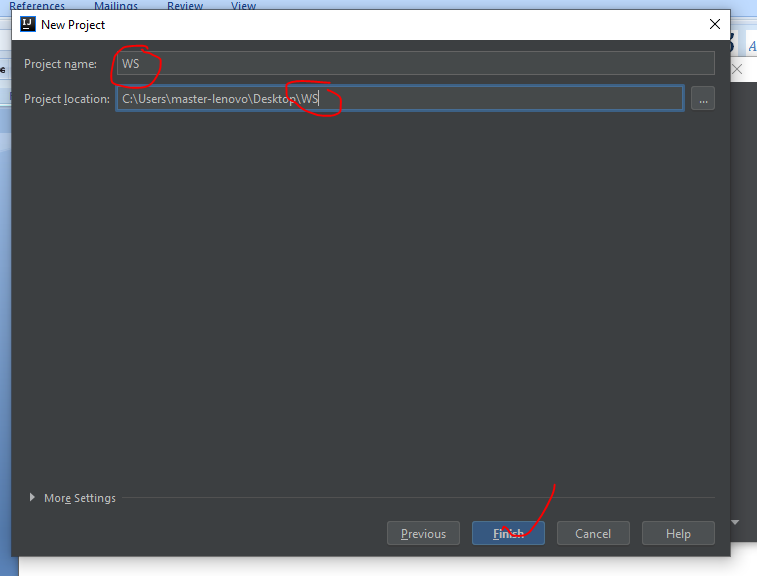 References Mailings Review View
IJ New Project
Project name: WS
Project location: C:\Users\master-lenovo\Desktop\WS ...
More Settings
Previous Finish Cancel Help